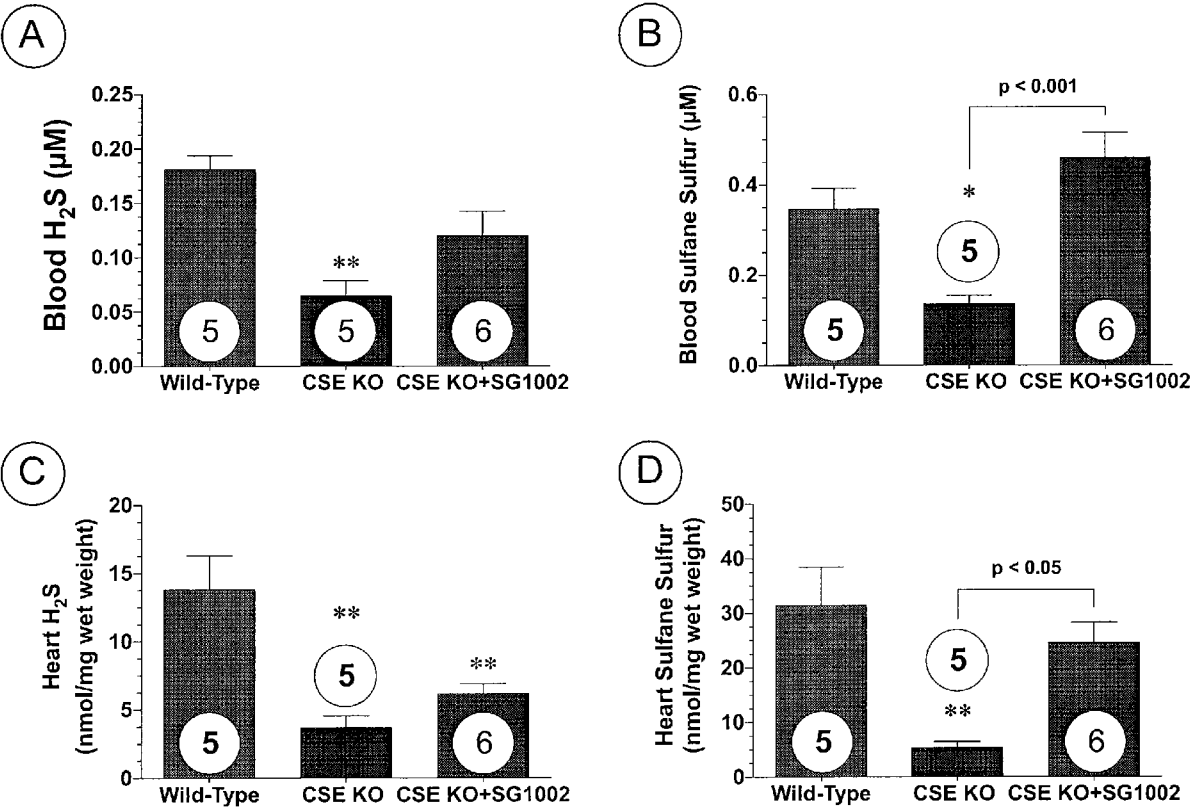 A
Blood H2S (µM)
0.25
0.20
0.15
0.10
0.05
0.00
**
5
5
6
Wild-Type
CSE KO
CSE KO+SG1002
B
Blood Sulfane Sulfur (µM)
0.6
0.4
0.2
0.0
p < 0.001
*
5
5
6
Wild-Type
CSE KO
CSE KO+SG1002
C
Heart H2S
(nmol/mg wet weight)
20
15
10
5
0
**
5
**
5
6
Wild-Type
CSE KO
CSE KO+SG1002
D
Heart Sulfane Sulfur
(nmol/mg wet weight)
50
40
30
20
10
0
p < 0.05
5
**
5
6
Wild-Type
CSE KO
CSE KO+SG1002